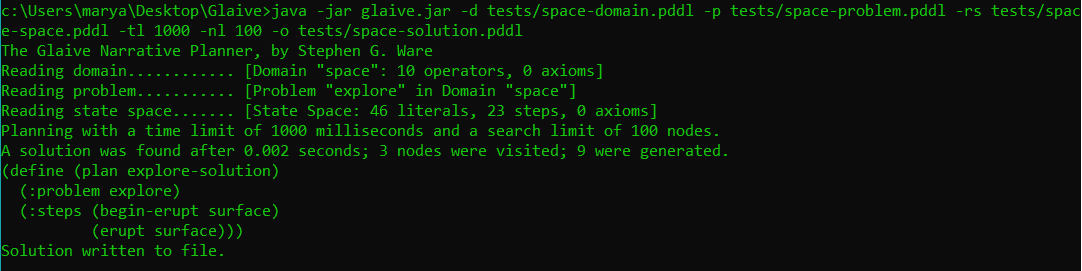 c:\Users\marya\Desktop\Glaive>java -jar glaive.jar -d tests/space-domain.pddl -p tests/space-problem.pddl -rs tests/spac
e-space.pddl -tl 1000 -nl 100 -o tests/space-solution.pddl
The Glaive Narrative Planner, by Stephen G. Ware
Reading domain............ [Domain "space": 10 operators, 0 axioms]
Reading problem........... [Problem "explore" in Domain "space"]
Reading state space....... [State Space: 46 literals, 23 steps, 0 axioms]
Planning with a time limit of 1000 milliseconds and a search limit of 100 nodes.
A solution was found after 0.002 seconds; 3 nodes were visited; 9 were generated.
(define (plan explore-solution)
  (:problem explore)
  (:steps (begin-erupt surface)
          (erupt surface)))
Solution written to file.